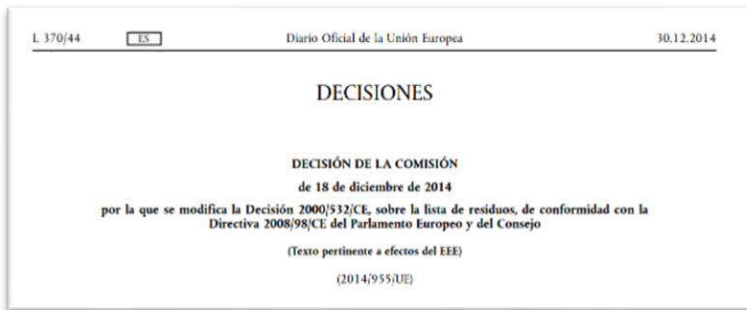 L 370/44 ES Diario Oficial de la Unión Europea 30.12.2014
DECISIONES
DECISIÓN DE LA COMISIÓN
de 18 de diciembre de 2014
por la que se modifica la Decisión 2000/532/CE, sobre la lista de residuos, de conformidad con la
Directiva 2008/98/CE del Parlamento Europeo y del Consejo
(Texto pertinente a efectos del EEE)
(2014/955/UE)